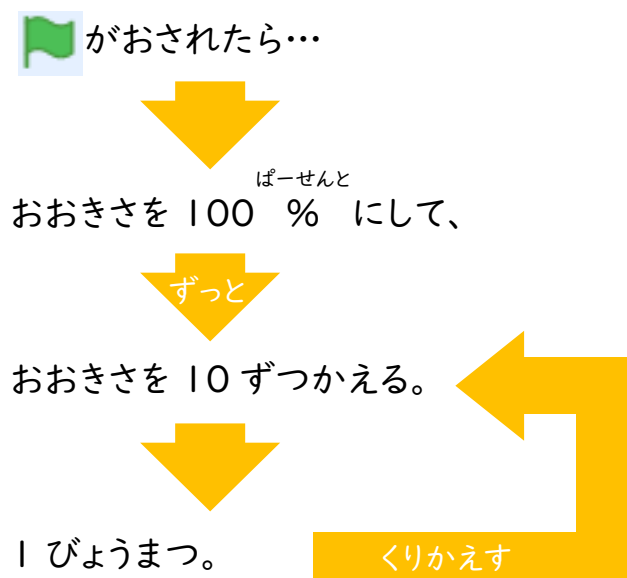 がおされたら…
ぱーせんと
おおきさを 100 % にして、
ずっと
おおきさを 10 ずつかえる。
1 びょうまつ。
くりかえす